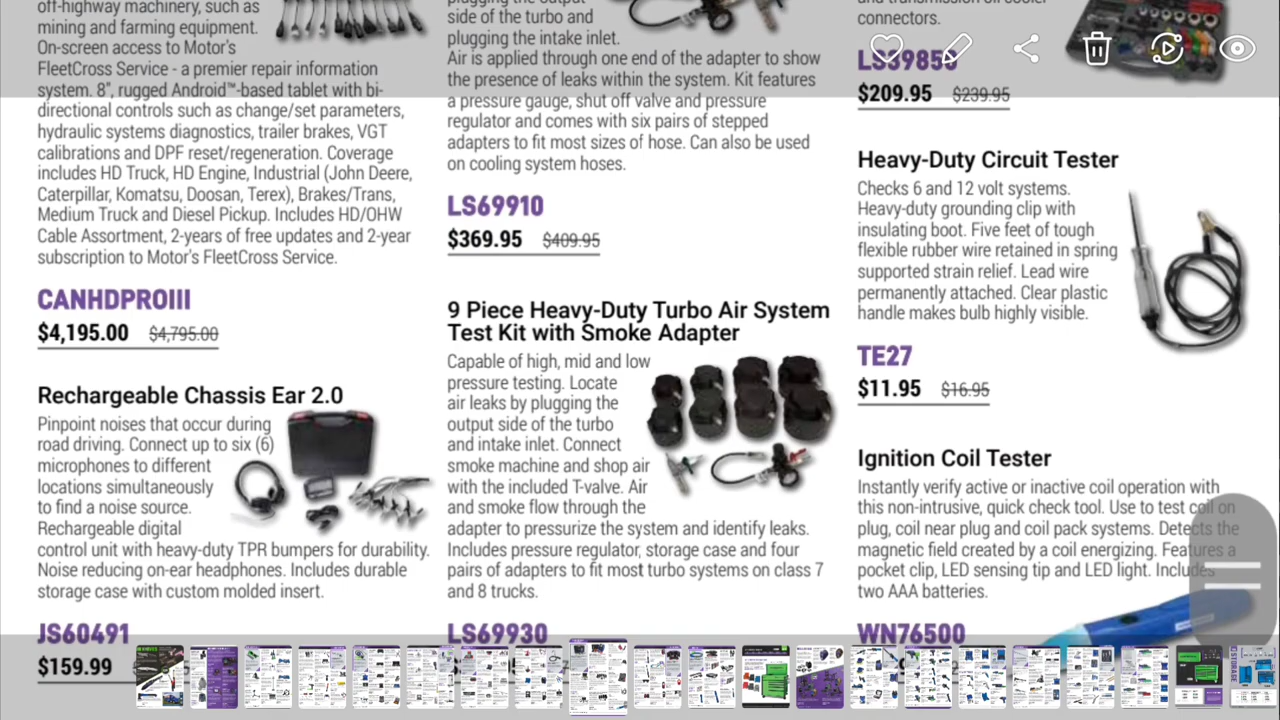 off-highway machinery, such as
mining and farming equipment.
On-screen access to Motor's
FleetCross Service - a premier repair information
system. 8", rugged Android™-based tablet with bi-
directional controls such as change/set parameters,
hydraulic systems diagnostics, trailer brakes, VGT
calibrations and DPF reset/regeneration. Coverage
includes HD Truck, HD Engine, Industrial (John Deere,
Caterpillar, Komatsu, Doosan, Terex), Brakes/Trans,
Medium Truck and Diesel Pickup. Includes HD/OHW
Cable Assortment, 2-years of free updates and 2-year
subscription to Motor's FleetCross Service.
CANHDPROIII
$4,195.00 $4,795.00
Rechargeable Chassis Ear 2.0
Pinpoint noises that occur during
road driving. Connect up to six (6)
microphones to different
locations simultaneously
to find a noise source.
Rechargeable digital
control unit with heavy-duty TPR bumpers for durability.
Noise reducing on-ear headphones. Includes durable
storage case with custom molded insert.
JS60491
$159.99
plugging the output
side of the turbo and
plugging the intake inlet.
Air is applied through one end of the adapter to show
the presence of leaks within the system. Kit features
a pressure gauge, shut off valve and pressure
regulator and comes with six pairs of stepped
adapters to fit most sizes of hose. Can also be used
on cooling system hoses.
LS69910
$369.95 $409.95
9 Piece Heavy-Duty Turbo Air System
Test Kit with Smoke Adapter
Capable of high, mid and low
pressure testing. Locate
air leaks by plugging the
output side of the turbo
and intake inlet. Connect
smoke machine and shop air
with the included T-valve. Air
and smoke flow through the
adapter to pressurize the system and identify leaks.
Includes pressure regulator, storage case and four
pairs of adapters to fit most turbo systems on class 7
and 8 trucks.
LS69930
and transmission oil cooler
connectors.
LS39850
$209.95 $239.95
Heavy-Duty Circuit Tester
Checks 6 and 12 volt systems.
Heavy-duty grounding clip with
insulating boot. Five feet of tough
flexible rubber wire retained in spring
supported strain relief. Lead wire
permanently attached. Clear plastic
handle makes bulb highly visible.
TE27
$11.95 $16.95
Ignition Coil Tester
Instantly verify active or inactive coil operation with
this non-intrusive, quick check tool. Use to test coil on
plug, coil near plug and coil pack systems. Detects the
magnetic field created by a coil energizing. Features a
pocket clip, LED sensing tip and LED light. Includes
two AAA batteries.
WN76500